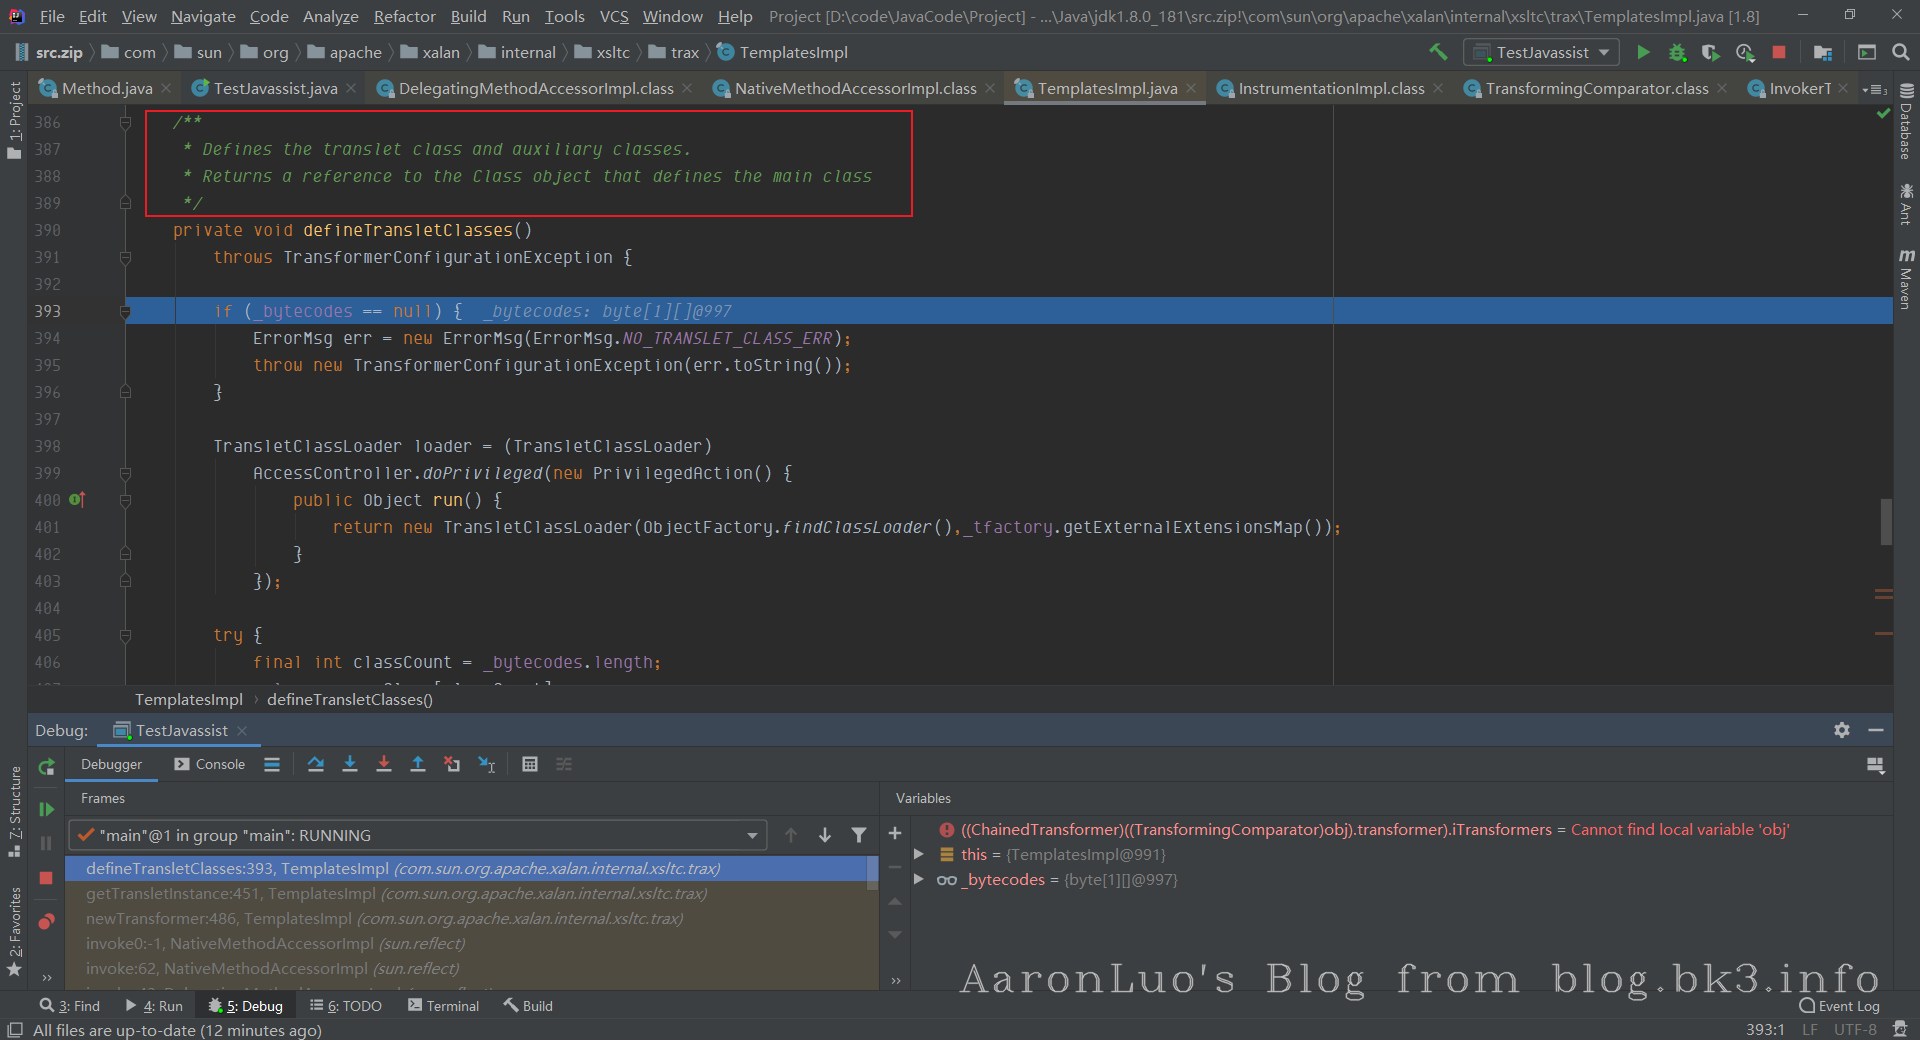 File Edit View Navigate Code Analyze Refactor Build Run Tools VCS Window Help Project [D:\code\JavaCode\Project] - ...\Java\jdk1.8.0_181\src.zip!\com\sun\org\apache\xalan\internal\xsltc\trax\TemplatesImpl.java [1.8]
src.zip com sun org apache xalan internal xsltc trax TemplatesImpl TestJavassist
Method.java TestJavassist.java DelegatingMethodAccessorImpl.class NativeMethodAccessorImpl.class TemplatesImpl.java InstrumentationImpl.class TransformingComparator.class InvokerT
1: Project
Database
Ant
Maven
386 /**
387 * Defines the translet class and auxiliary classes.
388 * Returns a reference to the Class object that defines the main class
389 */
390 private void defineTransletClasses()
391 throws TransformerConfigurationException {
392
393 if (_bytecodes == null) { _bytecodes: byte[1][]@997
394 ErrorMsg err = new ErrorMsg(ErrorMsg.NO_TRANSLET_CLASS_ERR);
395 throw new TransformerConfigurationException(err.toString());
396 }
397
398 TransletClassLoader loader = (TransletClassLoader)
399 AccessController.doPrivileged(new PrivilegedAction() {
400 public Object run() {
401 return new TransletClassLoader(ObjectFactory.findClassLoader(),_tfactory.getExternalExtensionsMap());
402 }
403 });
404
405 try {
406 final int classCount = _bytecodes.length;
TemplatesImpl › defineTransletClasses()
Debug: TestJavassist
Debugger Console
7: Structure
2: Favorites
Frames Variables
"main"@1 in group "main": RUNNING
defineTransletClasses:393, TemplatesImpl (com.sun.org.apache.xalan.internal.xsltc.trax)
getTransletInstance:451, TemplatesImpl (com.sun.org.apache.xalan.internal.xsltc.trax)
newTransformer:486, TemplatesImpl (com.sun.org.apache.xalan.internal.xsltc.trax)
invoke0:-1, NativeMethodAccessorImpl (sun.reflect)
invoke:62, NativeMethodAccessorImpl (sun.reflect)
((ChainedTransformer)((TransformingComparator)obj).transformer).iTransformers = Cannot find local variable 'obj'
this = {TemplatesImpl@991}
_bytecodes = {byte[1][]@997}
AaronLuo's Blog from blog.bk3.info
3: Find 4: Run 5: Debug 6: TODO Terminal Build Event Log
All files are up-to-date (12 minutes ago) 393:1 LF UTF-8